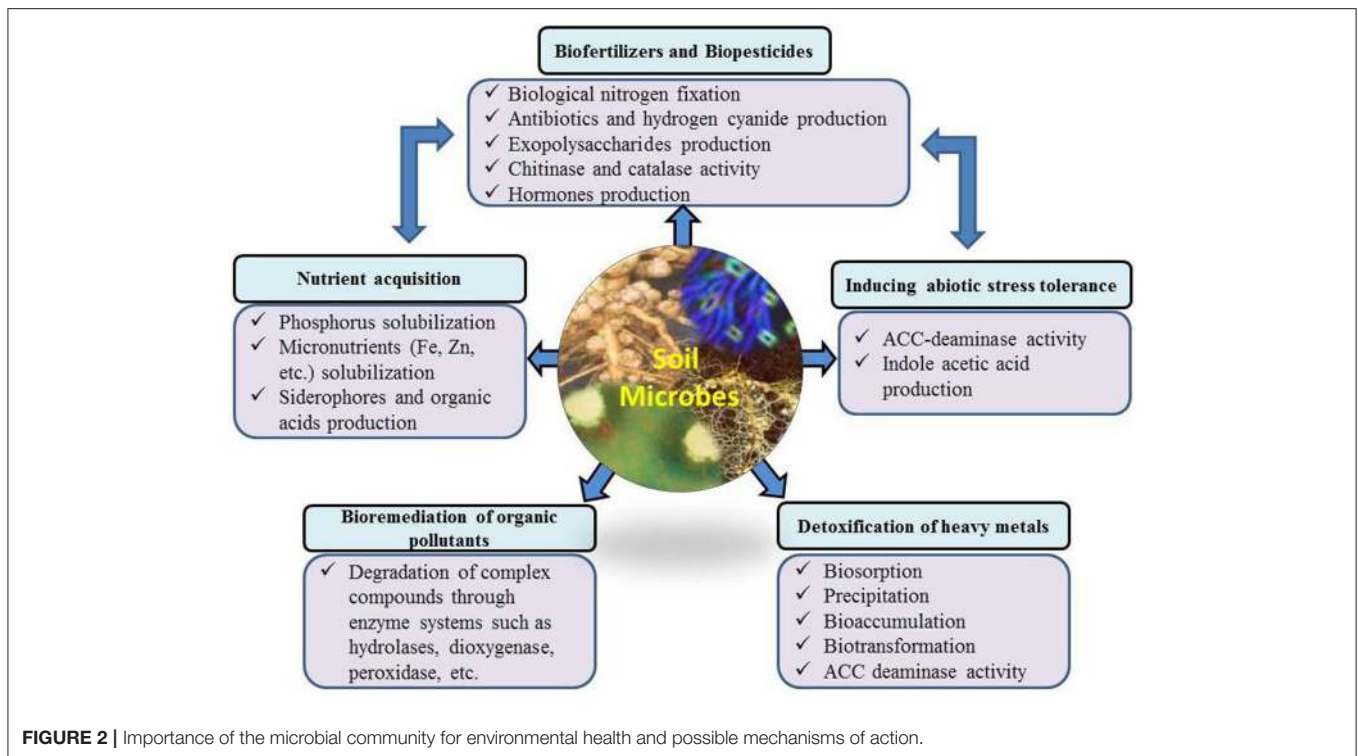 Biofertilizers and Biopesticides
✓ Biological nitrogen fixation
✓ Antibiotics and hydrogen cyanide production
✓ Exopolysaccharides production
✓ Chitinase and catalase activity
✓ Hormones production
Nutrient acquisition
✓ Phosphorus solubilization
✓ Micronutrients (Fe, Zn,
etc.) solubilization
✓ Siderophores and organic
acids production
Soil
Microbes
Inducing abiotic stress tolerance
✓ ACC-deaminase activity
✓ Indole acetic acid
production
Bioremediation of organic
pollutants
✓ Degradation of complex
compounds through
enzyme systems such as
hydrolases, dioxygenase,
peroxidase, etc.
Detoxification of heavy metals
✓ Biosorption
✓ Precipitation
✓ Bioaccumulation
✓ Biotransformation
✓ ACC deaminase activity
FIGURE 2 | Importance of the microbial community for environmental health and possible mechanisms of action.